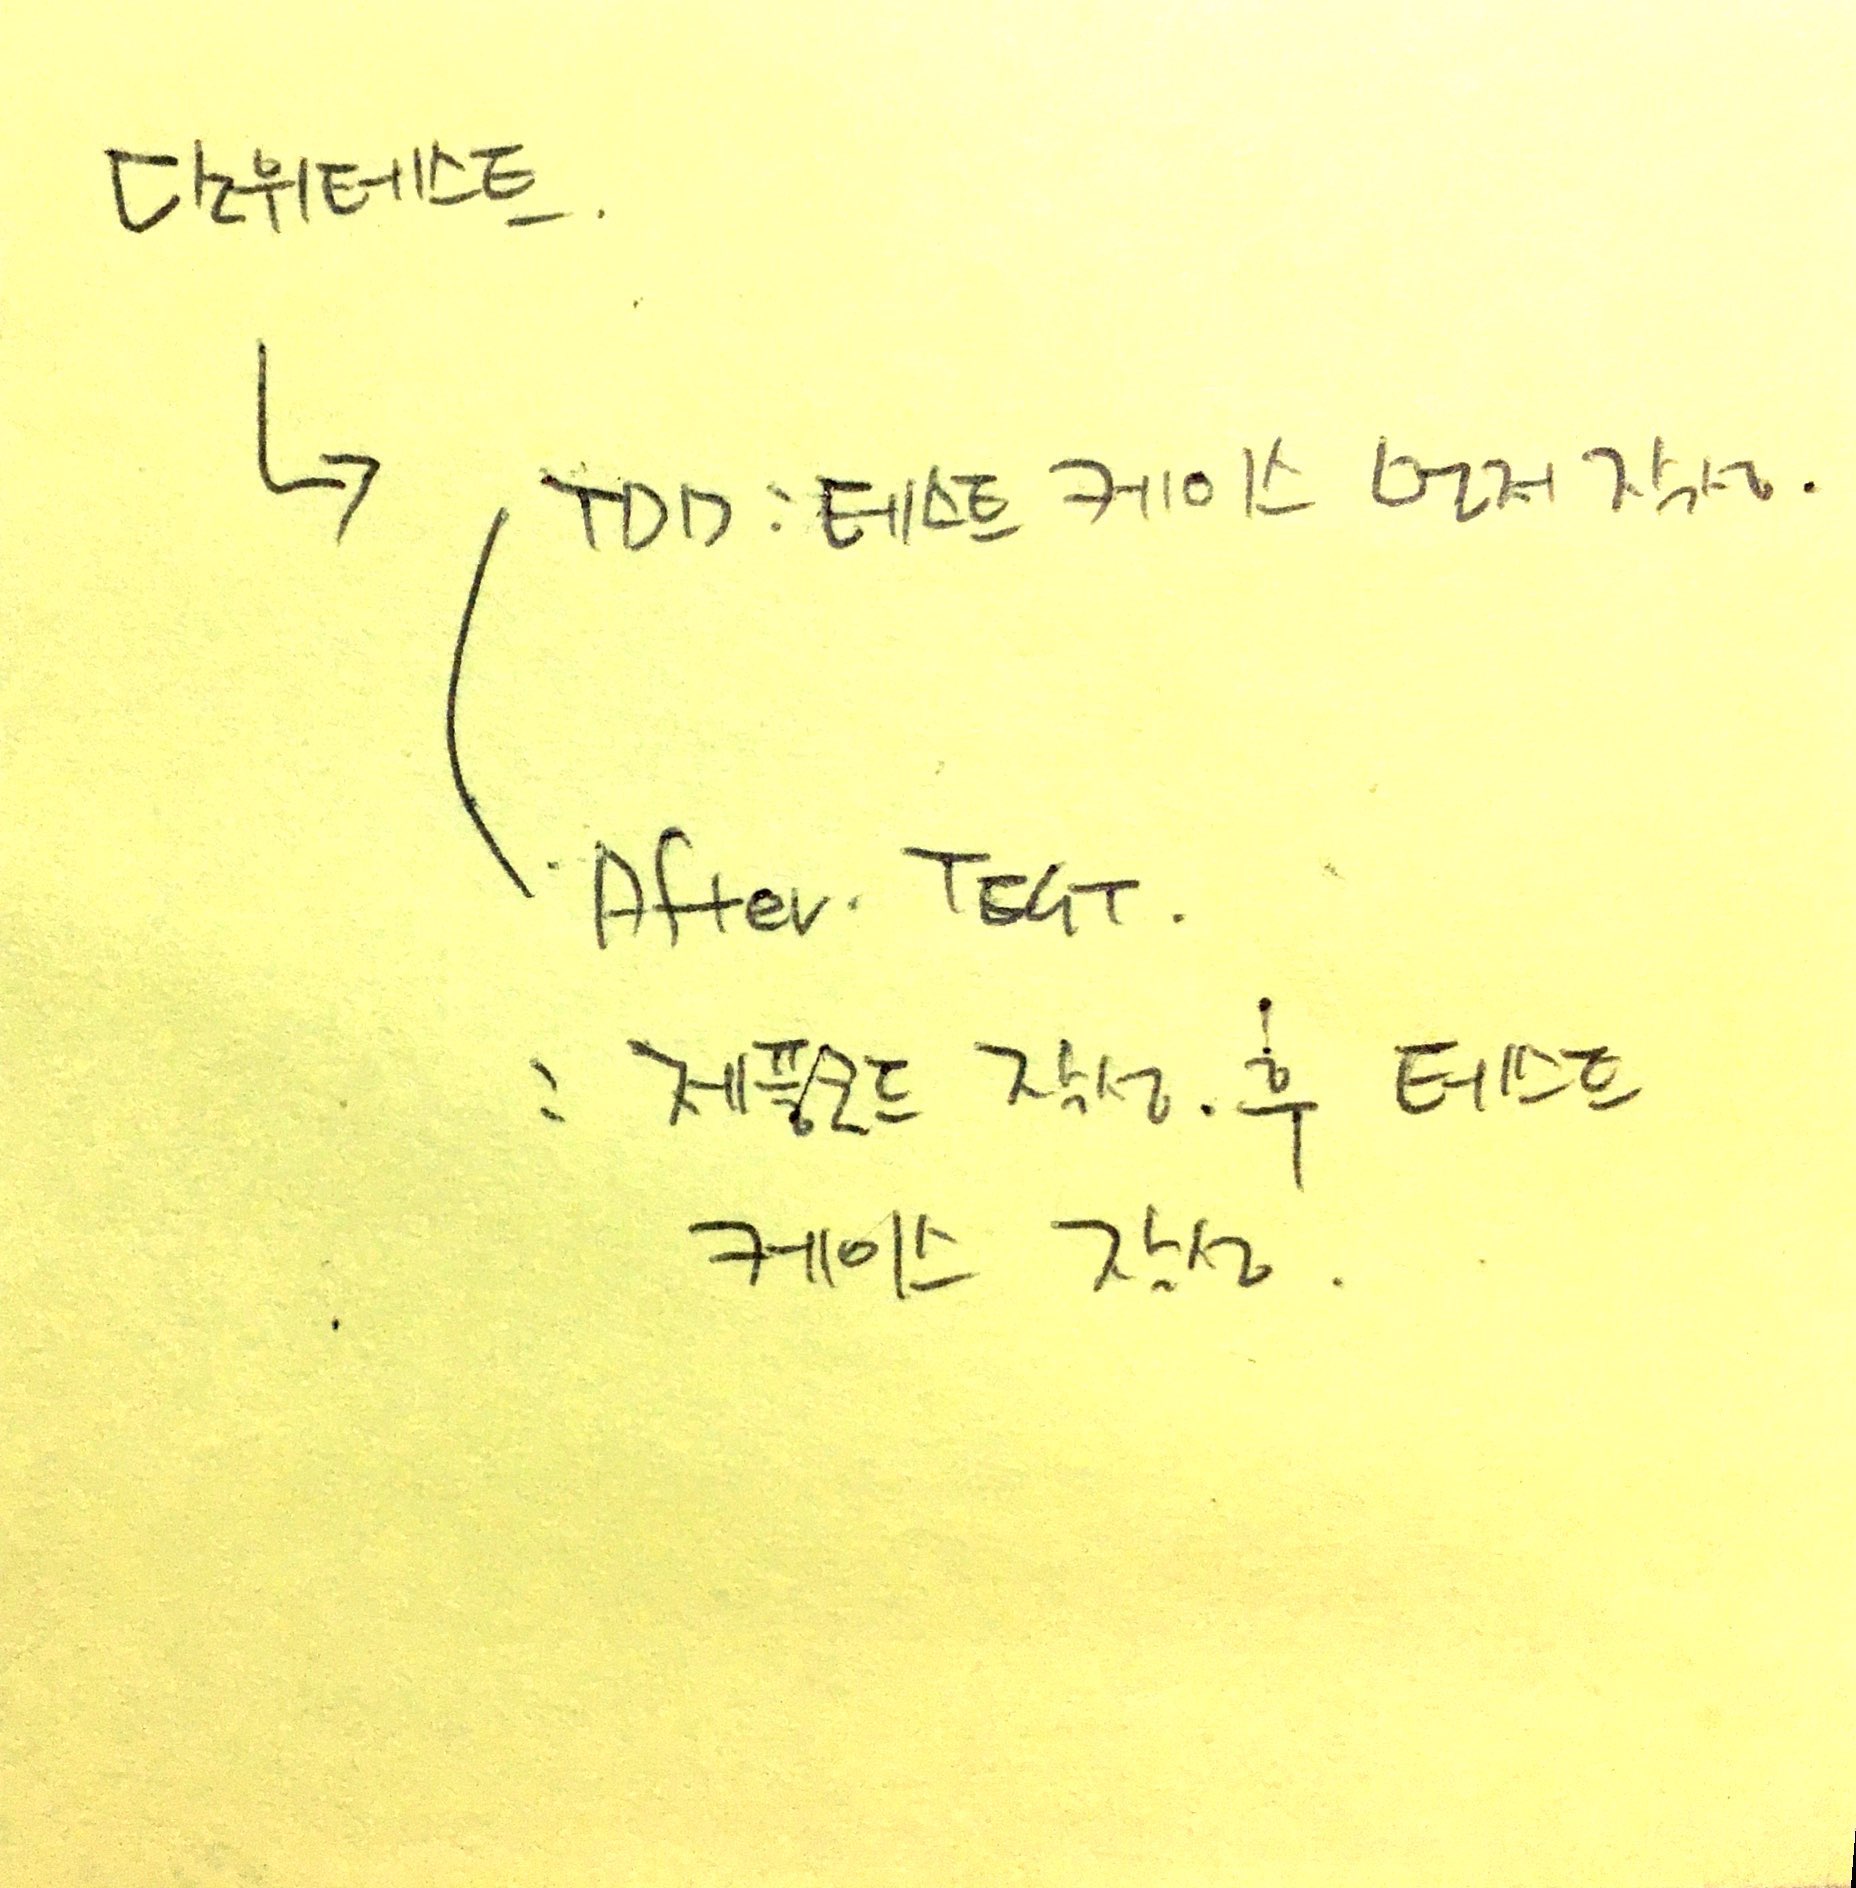 단위테스트.
TDD : 테스트 케이스 먼저 작성.
After. TEST.
: 제품코드 작성. 후 테스트
케이스 작성.